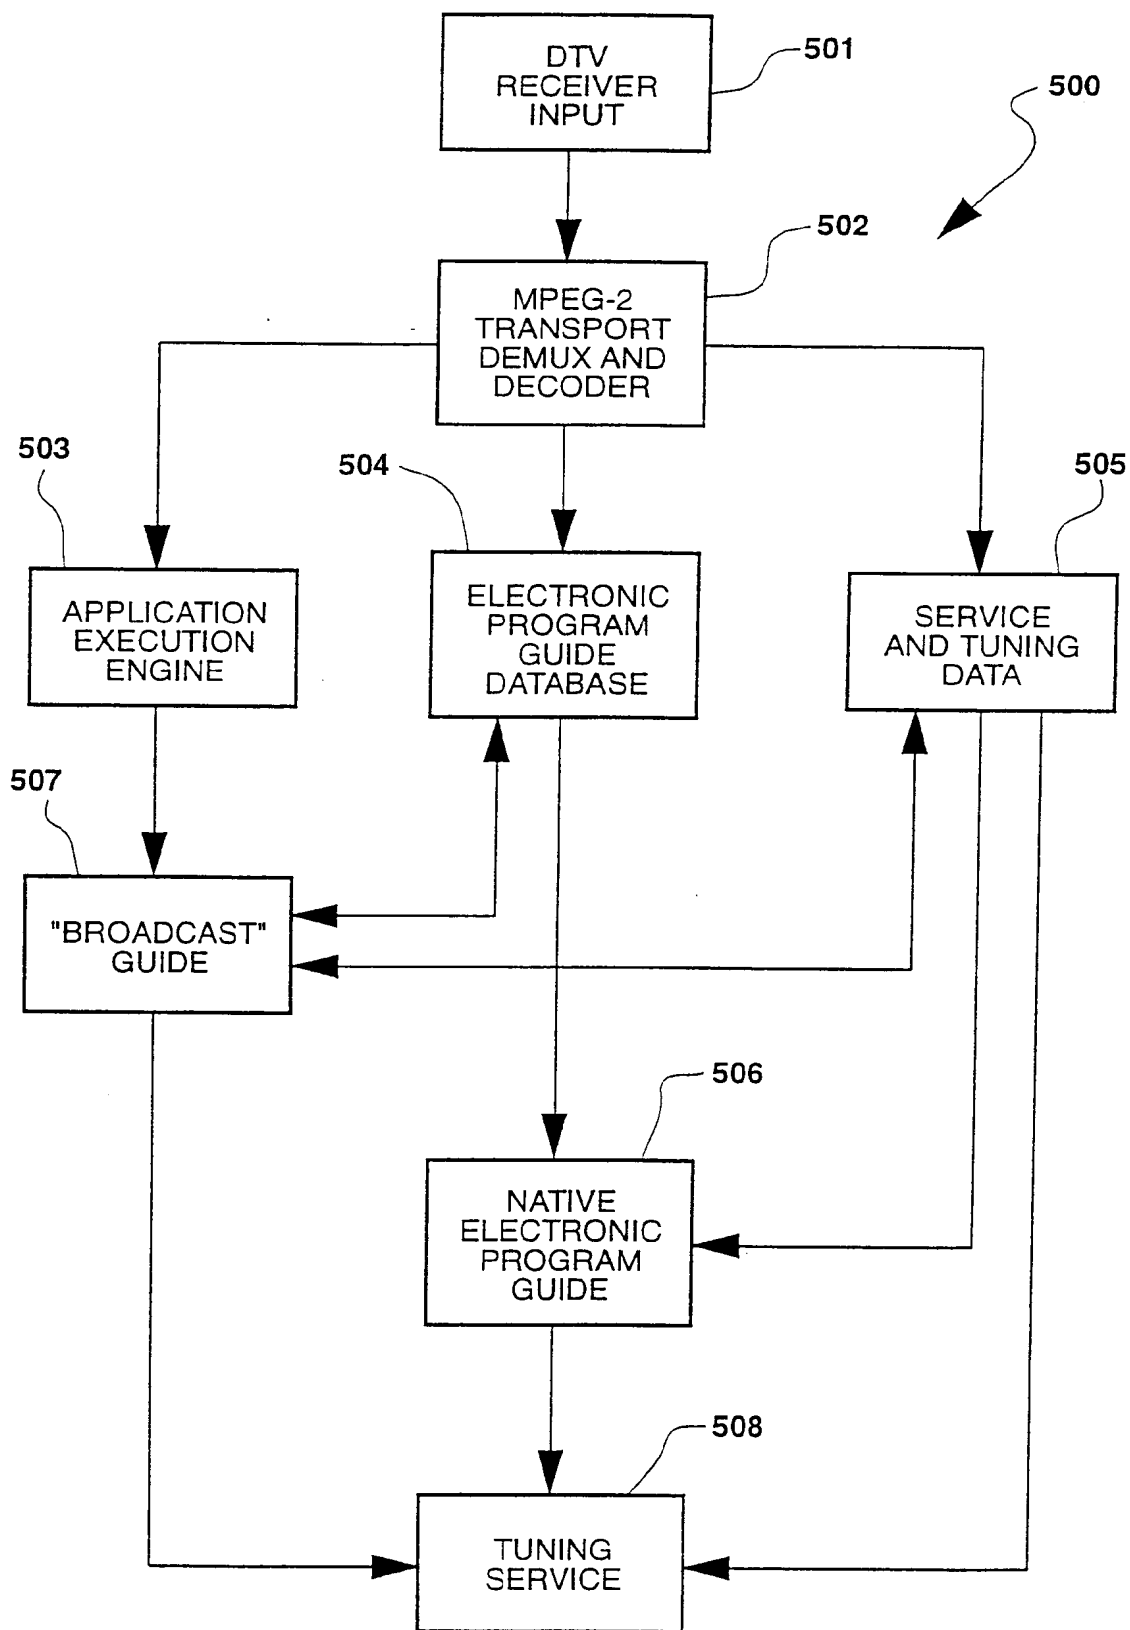 DTV
RECEIVER
INPUT
501
500
502
MPEG-2
TRANSPORT
DEMUX AND
DECODER
503
504
505
APPLICATION
EXECUTION
ENGINE
ELECTRONIC
PROGRAM
GUIDE
DATABASE
SERVICE
AND TUNING
DATA
507
"BROADCAST"
GUIDE
506
NATIVE
ELECTRONIC
PROGRAM
GUIDE
508
TUNING
SERVICE